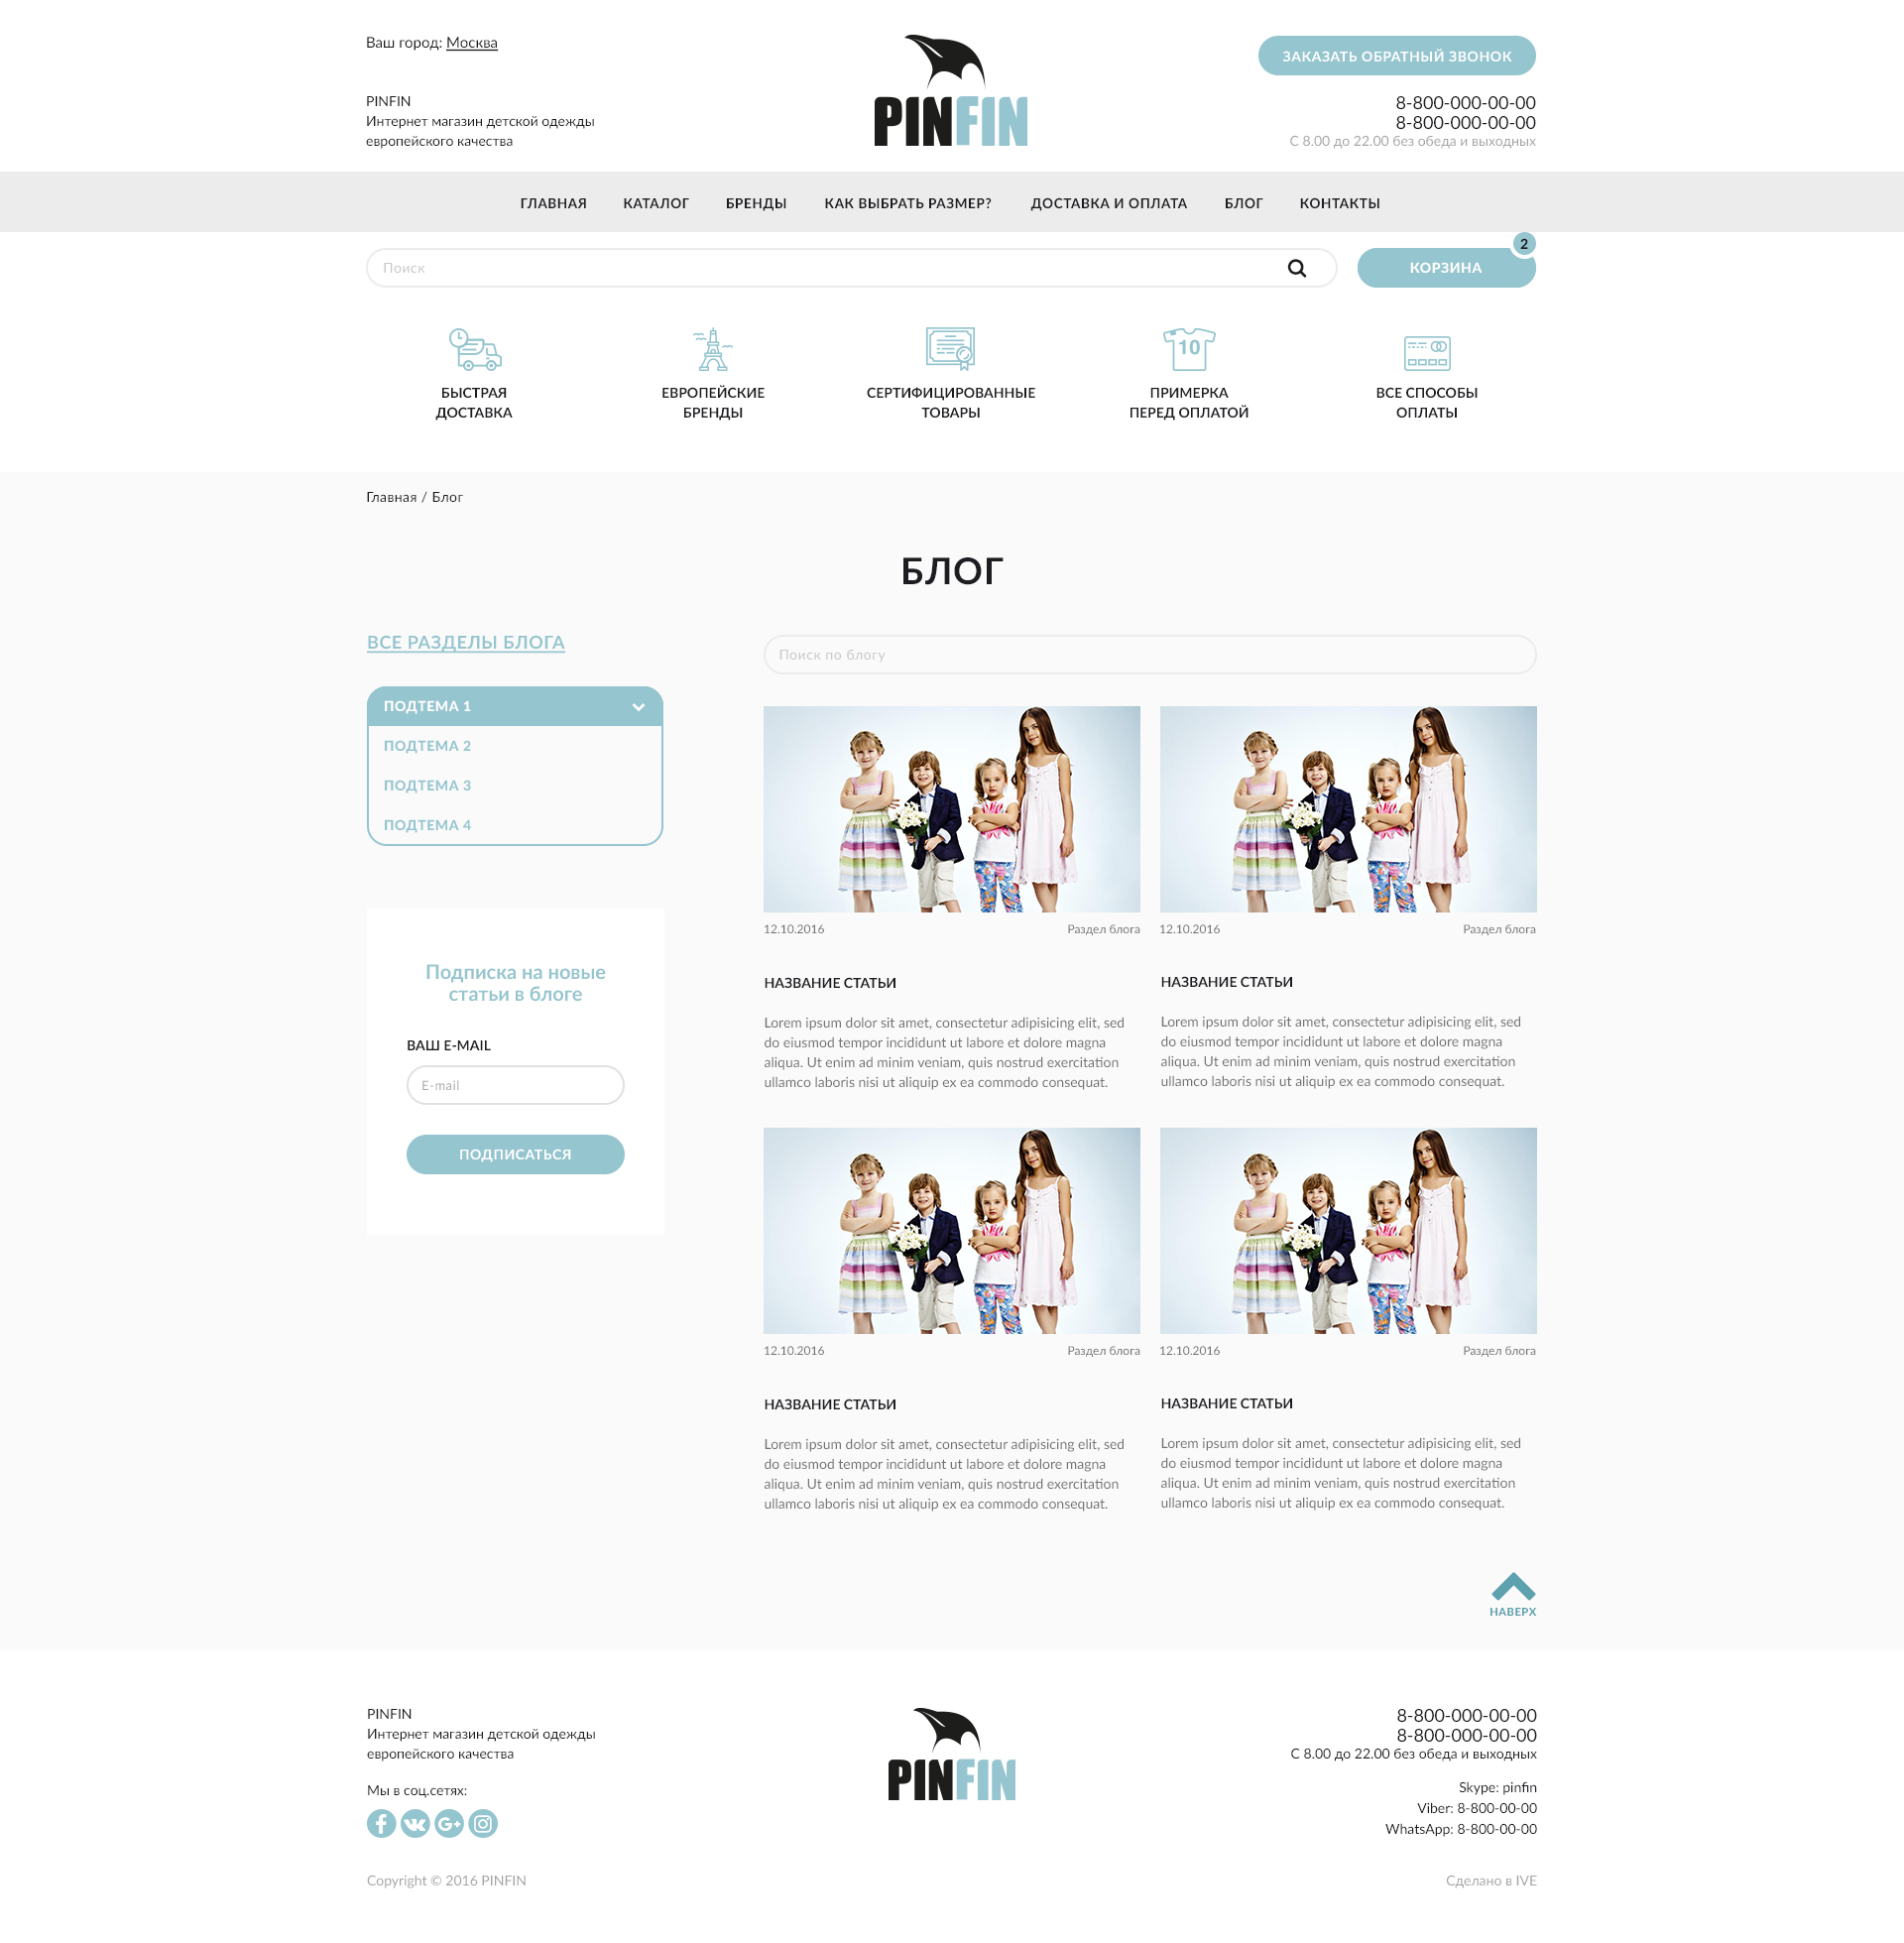 Ваш город: Москва
PINFIN
Интернет магазин детской одежды
европейского качества
PINFIN
ЗАКАЗАТЬ ОБРАТНЫЙ ЗВОНОК
8-800-000-00-00
8-800-000-00-00
С 8.00 до 22.00 без обеда и выходных
ГЛАВНАЯ КАТАЛОГ БРЕНДЫ КАК ВЫБРАТЬ РАЗМЕР? ДОСТАВКА И ОПЛАТА БЛОГ КОНТАКТЫ
Поиск
КОРЗИНА
2
БЫСТРАЯ
ДОСТАВКА
ЕВРОПЕЙСКИЕ
БРЕНДЫ
СЕРТИФИЦИРОВАННЫЕ
ТОВАРЫ
10
ПРИМЕРКА
ПЕРЕД ОПЛАТОЙ
ВСЕ СПОСОБЫ
ОПЛАТЫ
Главная / Блог
БЛОГ
ВСЕ РАЗДЕЛЫ БЛОГА
ПОДТЕМА 1
ПОДТЕМА 2
ПОДТЕМА 3
ПОДТЕМА 4
Подписка на новые
статьи в блоге
ВАШ E-MAIL
E-mail
ПОДПИСАТЬСЯ
Поиск по блогу
12.10.2016 Раздел блога
НАЗВАНИЕ СТАТЬИ
Lorem ipsum dolor sit amet, consectetur adipisicing elit, sed
do eiusmod tempor incididunt ut labore et dolore magna
aliqua. Ut enim ad minim veniam, quis nostrud exercitation
ullamco laboris nisi ut aliquip ex ea commodo consequat.
12.10.2016 Раздел блога
НАЗВАНИЕ СТАТЬИ
Lorem ipsum dolor sit amet, consectetur adipisicing elit, sed
do eiusmod tempor incididunt ut labore et dolore magna
aliqua. Ut enim ad minim veniam, quis nostrud exercitation
ullamco laboris nisi ut aliquip ex ea commodo consequat.
12.10.2016 Раздел блога
НАЗВАНИЕ СТАТЬИ
Lorem ipsum dolor sit amet, consectetur adipisicing elit, sed
do eiusmod tempor incididunt ut labore et dolore magna
aliqua. Ut enim ad minim veniam, quis nostrud exercitation
ullamco laboris nisi ut aliquip ex ea commodo consequat.
12.10.2016 Раздел блога
НАЗВАНИЕ СТАТЬИ
Lorem ipsum dolor sit amet, consectetur adipisicing elit, sed
do eiusmod tempor incididunt ut labore et dolore magna
aliqua. Ut enim ad minim veniam, quis nostrud exercitation
ullamco laboris nisi ut aliquip ex ea commodo consequat.
НАВЕРХ
PINFIN
Интернет магазин детской одежды
европейского качества
Мы в соц.сетях:
Copyright © 2016 PINFIN
PINFIN
8-800-000-00-00
8-800-000-00-00
С 8.00 до 22.00 без обеда и выходных
Skype: pinfin
Viber: 8-800-00-00
WhatsApp: 8-800-00-00
Сделано в IVE